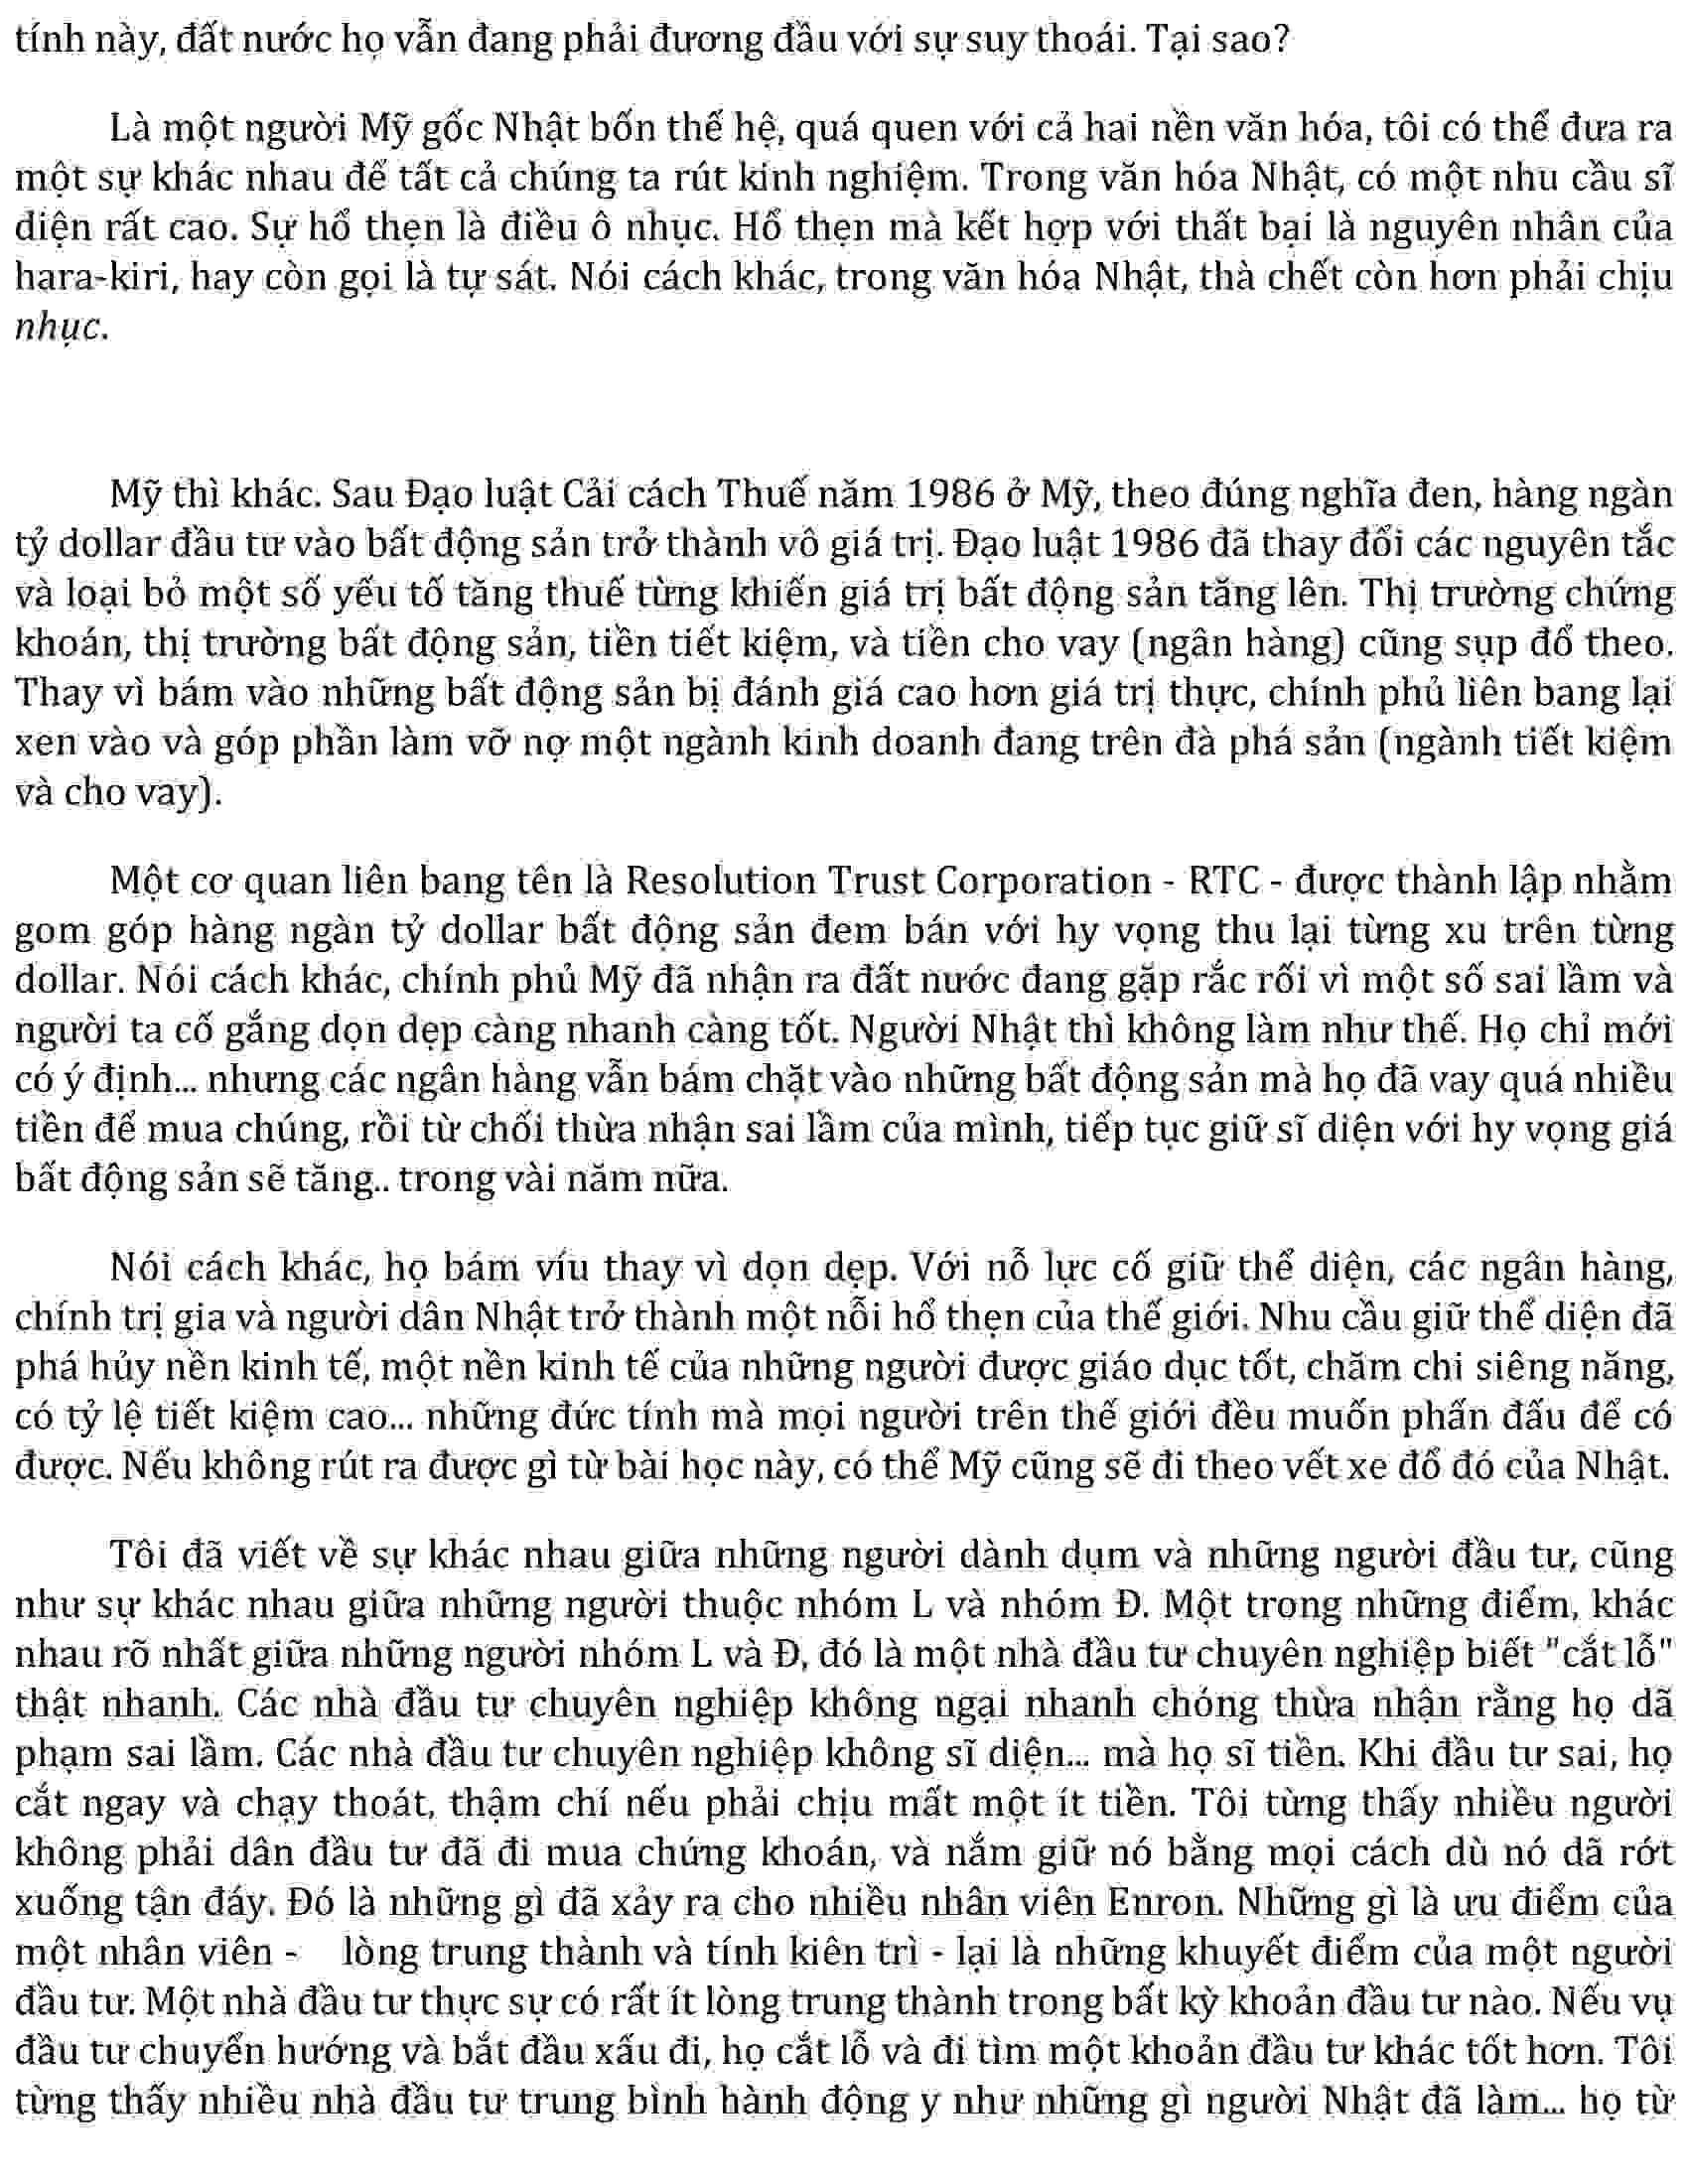 tính này, đất nước họ vẫn đang phải đương đầu với sự suy thoái. Tại sao?
Là một người Mỹ gốc Nhật bốn thế hệ, quá quen với cả hai nền văn hóa, tôi có thể đưa ra
một sự khác nhau để tất cả chúng ta rút kinh nghiệm. Trong văn hóa Nhật, có một nhu cầu sĩ
diện rất cao. Sự hổ thẹn là điều ô nhục. Hổ thẹn mà kết hợp với thất bại là nguyên nhân của
hara-kiri, hay còn gọi là tự sát. Nói cách khác, trong văn hóa Nhật, thà chết còn hơn phải chịu
nhục.
Mỹ thì khác. Sau Đạo luật Cải cách Thuế năm 1986 ở Mỹ, theo đúng nghĩa đen, hàng ngàn
tỷ dollar đầu tư vào bất động sản trở thành vô giá trị. Đạo luật 1986 đã thay đổi các nguyên tắc
và loại bỏ một số yếu tố tăng thuế từng khiến giá trị bất động sản tăng lên. Thị trường chứng
khoán, thị trường bất động sản, tiền tiết kiệm, và tiền cho vay (ngân hàng) cũng sụp đổ theo.
Thay vì bám vào những bất động sản bị đánh giá cao hơn giá trị thực, chính phủ liên bang lại
xen vào và góp phần làm vỡ nợ một ngành kinh doanh đang trên đà phá sản (ngành tiết kiệm
và cho vay).
Một cơ quan liên bang tên là Resolution Trust Corporation - RTC - được thành lập nhằm
gom góp hàng ngàn tỷ dollar bất động sản đem bán với hy vọng thu lại từng xu trên từng
dollar. Nói cách khác, chính phủ Mỹ đã nhận ra đất nước đang gặp rắc rối vì một số sai lầm và
người ta cố gắng dọn dẹp càng nhanh càng tốt. Người Nhật thì không làm như thế. Họ chỉ mới
có ý định... nhưng các ngân hàng vẫn bám chặt vào những bất động sản mà họ đã vay quá nhiều
tiền để mua chúng, rồi từ chối thừa nhận sai lầm của mình, tiếp tục giữ sĩ diện với hy vọng giá
bất động sản sẽ tăng.. trong vài năm nữa.
Nói cách khác, họ bám víu thay vì dọn dẹp. Với nỗ lực cố giữ thể diện, các ngân hàng,
chính trị gia và người dân Nhật trở thành một nỗi hổ thẹn của thế giới. Nhu cầu giữ thể diện đã
phá hủy nền kinh tế, một nền kinh tế của những người được giáo dục tốt, chăm chi siêng năng,
có tỷ lệ tiết kiệm cao... những đức tính mà mọi người trên thế giới đều muốn phấn đấu để có
được. Nếu không rút ra được gì từ bài học này, có thể Mỹ cũng sẽ đi theo vết xe đổ đó của Nhật.
Tôi đã viết về sự khác nhau giữa những người dành dụm và những người đầu tư, cũng
như sự khác nhau giữa những người thuộc nhóm L và nhóm Đ. Một trong những điểm, khác
nhau rõ nhất giữa những người nhóm L và Đ, đó là một nhà đầu tư chuyên nghiệp biết "cắt lỗ"
thật nhanh. Các nhà đầu tư chuyên nghiệp không ngại nhanh chóng thừa nhận rằng họ dã
phạm sai lầm. Các nhà đầu tư chuyên nghiệp không sĩ diện... mà họ sĩ tiền. Khi đầu tư sai, họ
cắt ngay và chạy thoát, thậm chí nếu phải chịu mất một ít tiền. Tôi từng thấy nhiều người
không phải dân đầu tư đã đi mua chứng khoán, và nắm giữ nó bằng mọi cách dù nó dã rớt
xuống tận đáy. Đó là những gì đã xảy ra cho nhiều nhân viên Enron. Những gì là ưu điểm của
một nhân viên - lòng trung thành và tính kiên trì - lại là những khuyết điểm của một người
đầu tư. Một nhà đầu tư thực sự có rất ít lòng trung thành trong bất kỳ khoản đầu tư nào. Nếu vụ
đầu tư chuyển hướng và bắt đầu xấu đi, họ cắt lỗ và đi tìm một khoản đầu tư khác tốt hơn. Tôi
từng thấy nhiều nhà đầu tư trung bình hành động y như những gì người Nhật đã làm... họ từ